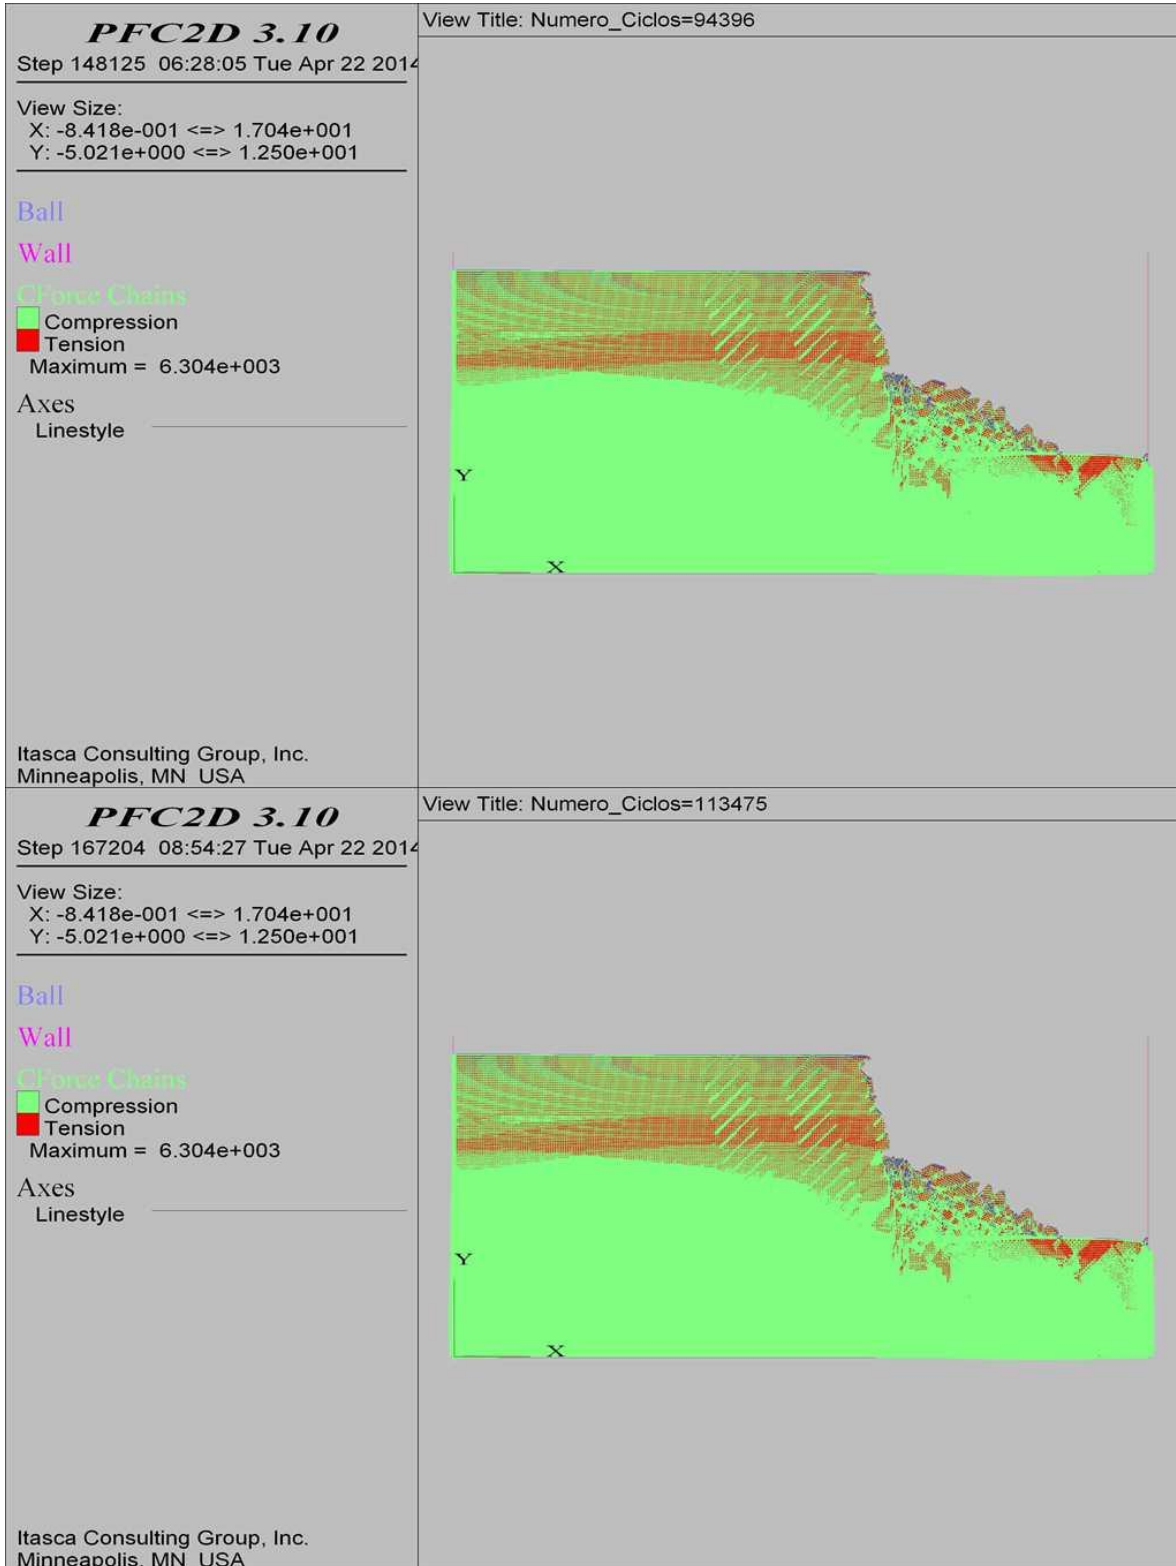 PFC2D 3.10
Step 148125 06:28:05 Tue Apr 22 2014
View Size:
X: -8.418e-001 <=> 1.704e+001
Y: -5.021e+000 <=> 1.250e+001
Ball
Wall
CForce Chains
Compression
Tension
Maximum = 6.304e+003
Axes
Linestyle
Itasca Consulting Group, Inc.
Minneapolis, MN USA
View Title: Numero_Ciclos=94396
Y
X
PFC2D 3.10
Step 167204 08:54:27 Tue Apr 22 2014
View Size:
X: -8.418e-001 <=> 1.704e+001
Y: -5.021e+000 <=> 1.250e+001
Ball
Wall
CForce Chains
Compression
Tension
Maximum = 6.304e+003
Axes
Linestyle
Itasca Consulting Group, Inc.
Minneapolis, MN USA
View Title: Numero_Ciclos=113475
Y
X